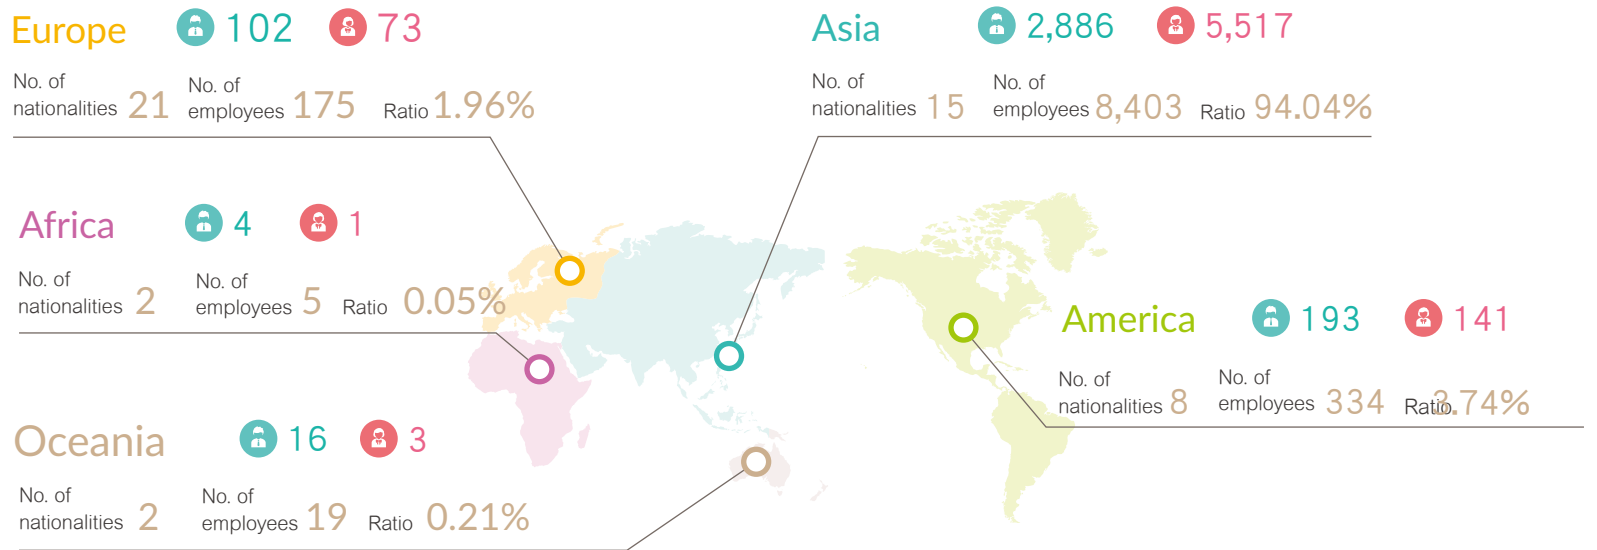 Europe 102 73
No. of nationalities 21 No. of employees 175 Ratio 1.96%
Asia 2,886 5,517
No. of nationalities 15 No. of employees 8,403 Ratio 94.04%
Africa 4 1
No. of nationalities 2 No. of employees 5 Ratio 0.05%
America 193 141
No. of nationalities 8 No. of employees 334 Ratio 3.74%
Oceania 16 3
No. of nationalities 2 No. of employees 19 Ratio 0.21%